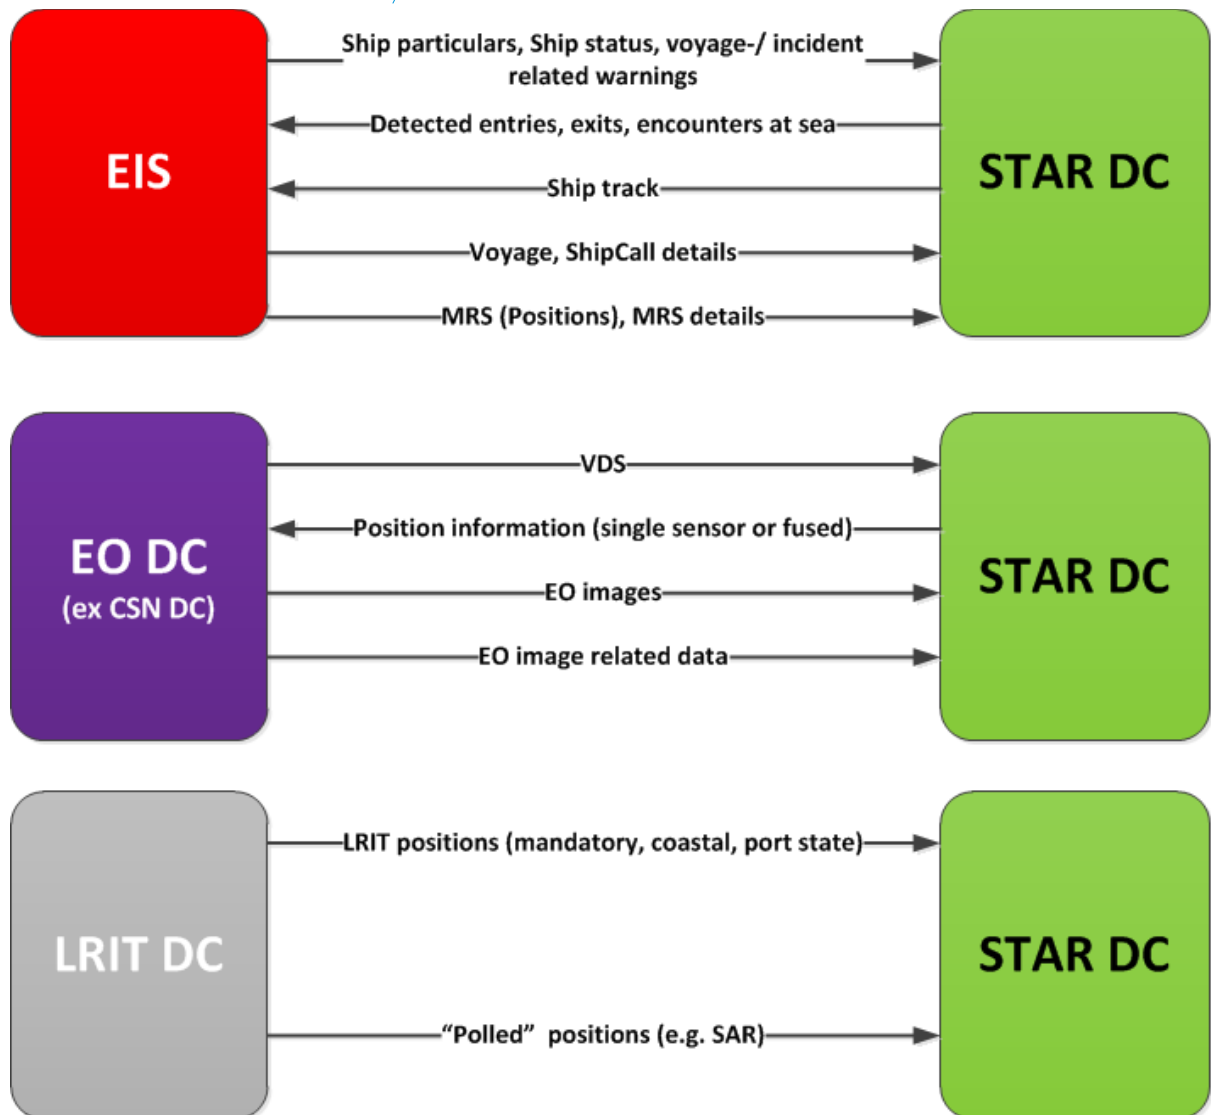 Ship particulars, Ship status, voyage-/ incident
related warnings
Detected entries, exits, encounters at sea
EIS
STAR DC
Ship track
Voyage, ShipCall details
MRS (Positions), MRS details
VDS
Position information (single sensor or fused)
EO DC
(ex CSN DC)
STAR DC
EO images
EO image related data
LRIT positions (mandatory, coastal, port state)
LRIT DC
STAR DC
“Polled”  positions (e.g. SAR)